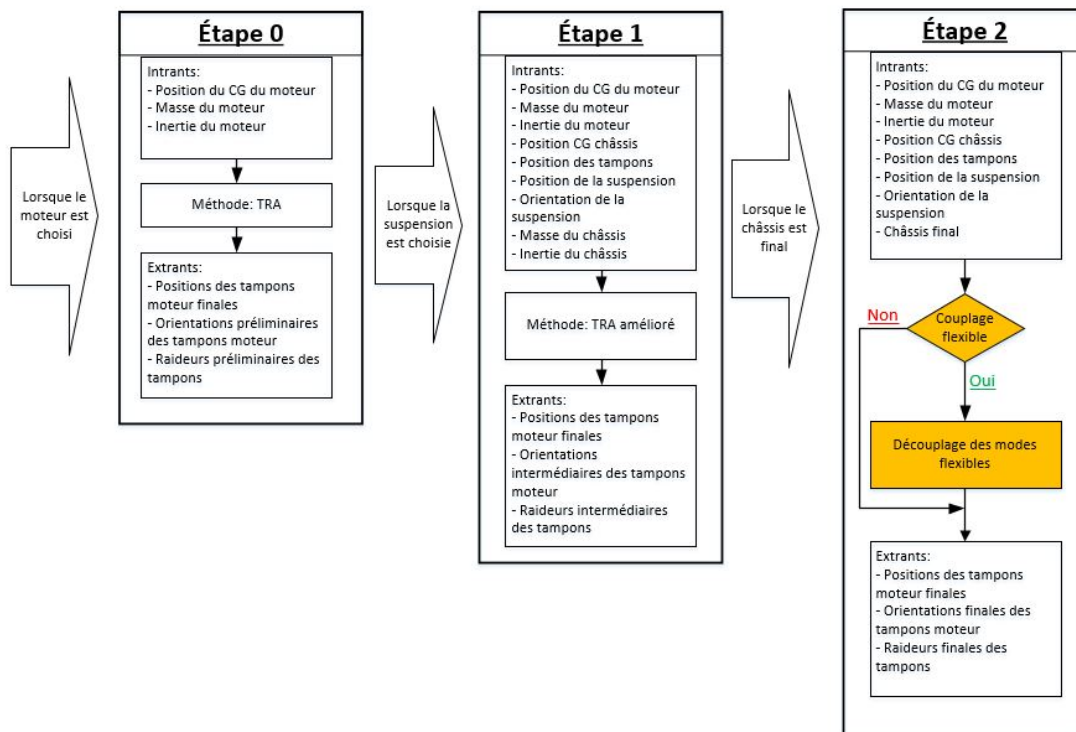 Lorsque le
moteur est
choisi
Étape 0
Intrants:
- Position du CG du moteur
- Masse du moteur
- Inertie du moteur
Méthode: TRA
Extrants:
- Positions des tampons
moteur finales
- Orientations préliminaires
des tampons moteur
- Raideurs préliminaires des
tampons
Lorsque la
suspension
est choisie
Étape 1
Intrants:
- Position du CG du moteur
- Masse du moteur
- Inertie du moteur
- Position CG châssis
- Position des tampons
- Position de la suspension
- Orientation de la
suspension
- Masse du châssis
- Inertie du châssis
Méthode: TRA amélioré
Extrants:
- Positions des tampons
moteur finales
- Orientations
intermédiaires des tampons
moteur
- Raideurs intermédiaires
des tampons
Lorsque le
châssis est
final
Étape 2
Intrants:
- Position du CG du moteur
- Masse du moteur
- Inertie du moteur
- Position CG châssis
- Position des tampons
- Position de la suspension
- Orientation de la
suspension
- Châssis final
Non
Couplage
flexible
Oui
Découplage des modes
flexibles
Extrants:
- Positions des tampons
moteur finales
- Orientations finales des
tampons moteur
- Raideurs finales des
tampons